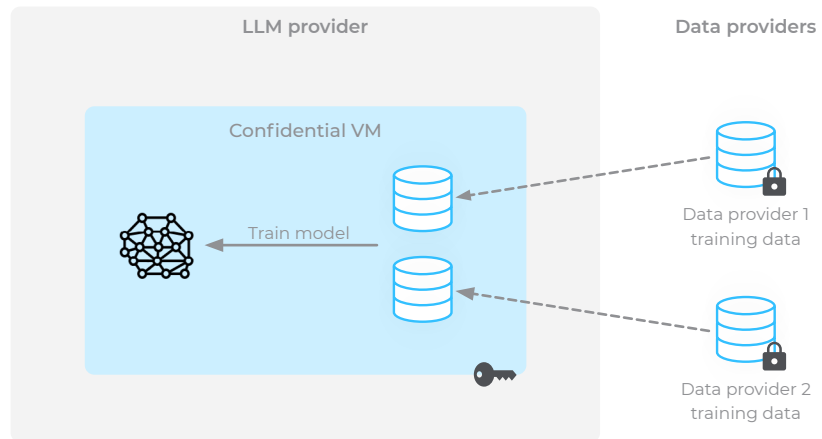 LLM provider
Data providers
Confidential VM
Train model
Data provider 1
training data
Data provider 2
training data